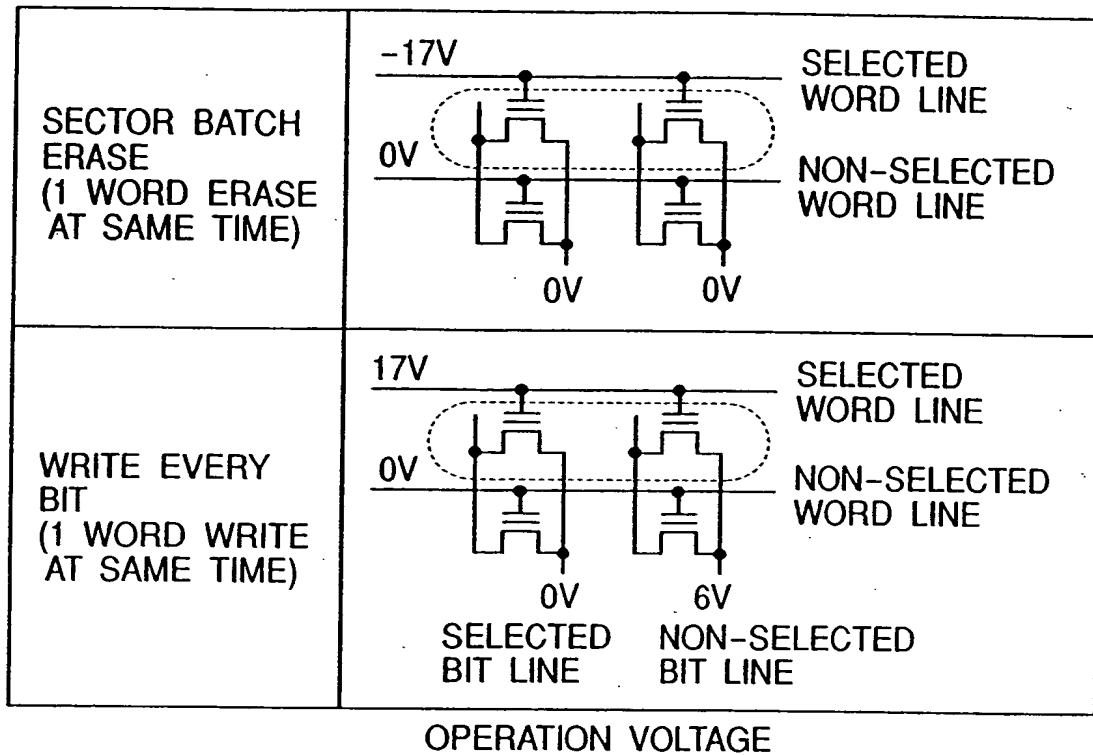 SECTOR BATCH
ERASE
(1 WORD ERASE
AT SAME TIME)
-17V
SELECTED
WORD LINE
0V
NON-SELECTED
WORD LINE
0V
0V
WRITE EVERY
BIT
(1 WORD WRITE
AT SAME TIME)
17V
SELECTED
WORD LINE
0V
NON-SELECTED
WORD LINE
0V
6V
SELECTED
BIT LINE
NON-SELECTED
BIT LINE
OPERATION VOLTAGE